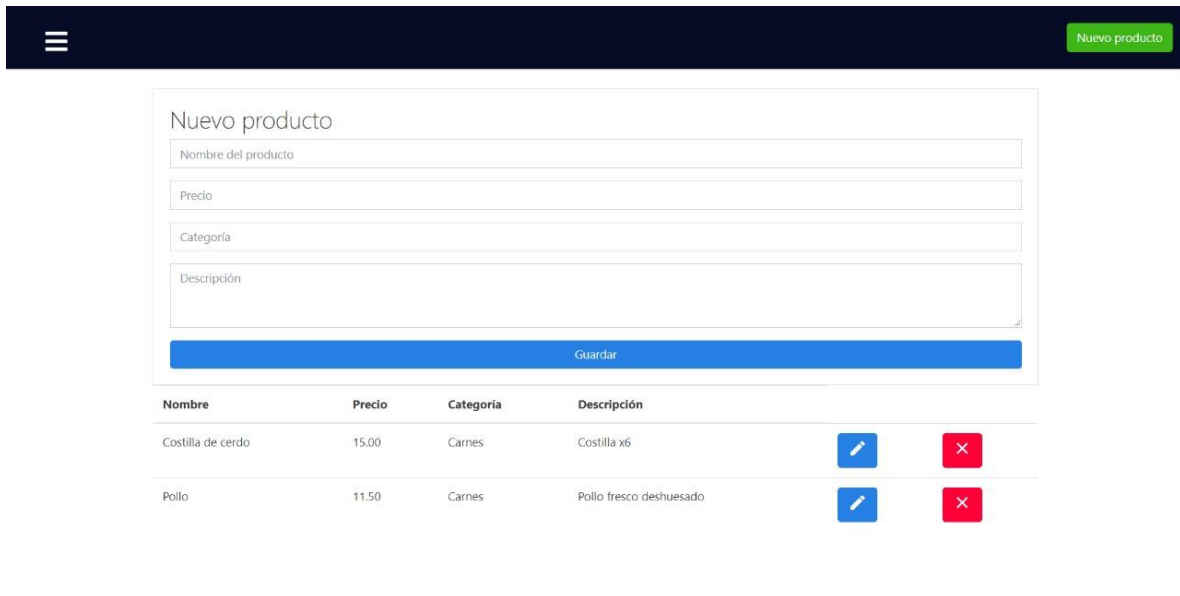 Nuevo producto
Nuevo producto
Nombre del producto
Precio
Categoría
Descripción
Guardar
Nombre Precio Categoría Descripción
Costilla de cerdo 15.00 Carnes Costilla x6
Pollo 11.50 Carnes Pollo fresco deshuesado